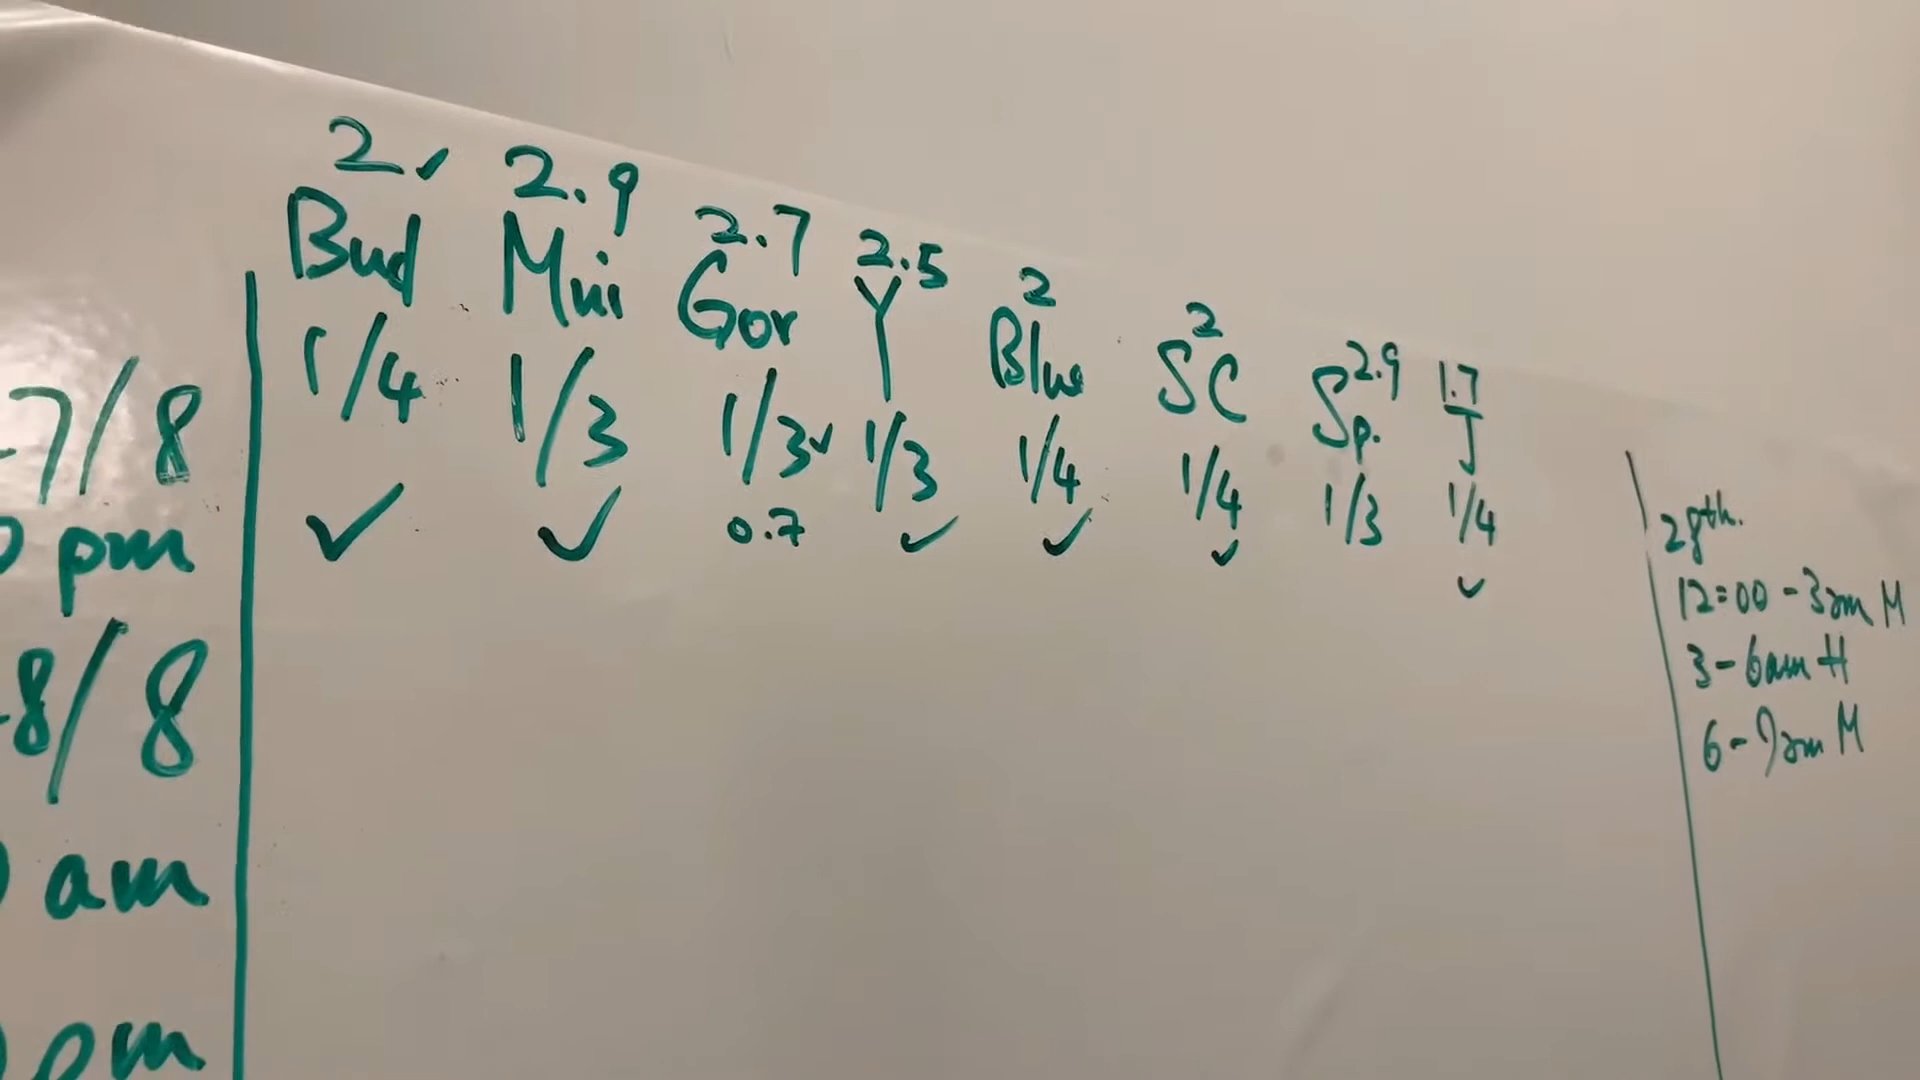 2 ✓ 2.9 2.7 2.5 2 2 2.9 1.7
Bud Mini Gor Y Blue SC Sp. J
1/4 1/3 1/3 ✓ 1/3 1/4 1/4 1/3 1/4
✓ ✓ 0.7 ✓ ✓ ✓ ✓
7/8
pm
8/8
am
pm
28th.
12:00 - 3am M
3 - 6am H
6 - 9am M